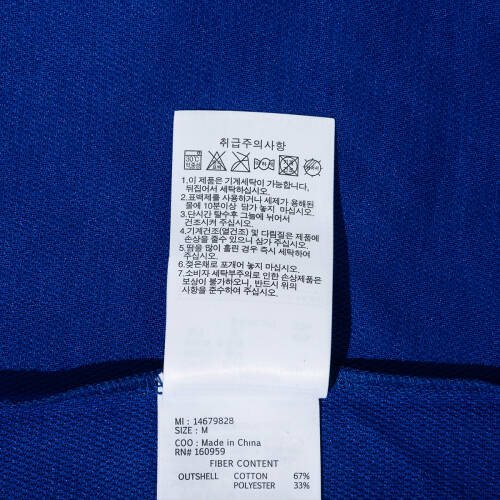 취급주의사항
30℃
약중성
1.이 제품은 기계세탁이 가능합니다,
뒤집어서 세탁하십시오.
2.표백제를 사용하거나 세제가 용해된
물에 10분이상 담가 놓지 마십시오.
3.단시간 탈수후 그늘에 뉘어서
건조시켜 주십시오.
4.기계건조(열건조) 및 다림질은 제품에
손상을 줄수 있으니 삼가 주십시오.
5.땀을 많이 흘린 경우 즉시 세탁하여
주십시오.
6.젖은채로 포개어 놓지 마십시오.
7.소비자 세탁부주의로 인한 손상제품은
보상이 불가하오니, 반드시 위의
사항을 준수하여 주십시오.
MI : 14679828
SIZE : M
COO : Made in China
RN# 160959
FIBER CONTENT
OUTSHELL COTTON 67%
POLYESTER 33%